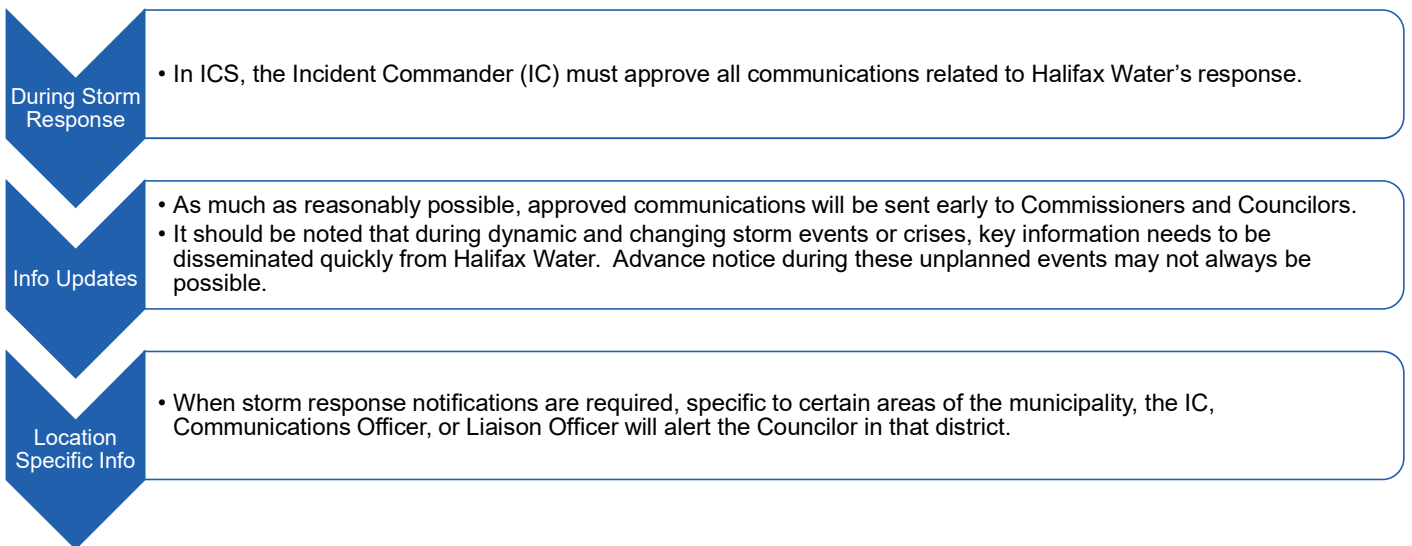 During Storm
Response
• In ICS, the Incident Commander (IC) must approve all communications related to Halifax Water’s response.
Info Updates
• As much as reasonably possible, approved communications will be sent early to Commissioners and Councilors.
• It should be noted that during dynamic and changing storm events or crises, key information needs to be
disseminated quickly from Halifax Water.  Advance notice during these unplanned events may not always be
possible.
Location
Specific Info
• When storm response notifications are required, specific to certain areas of the municipality, the IC,
Communications Officer, or Liaison Officer will alert the Councilor in that district.